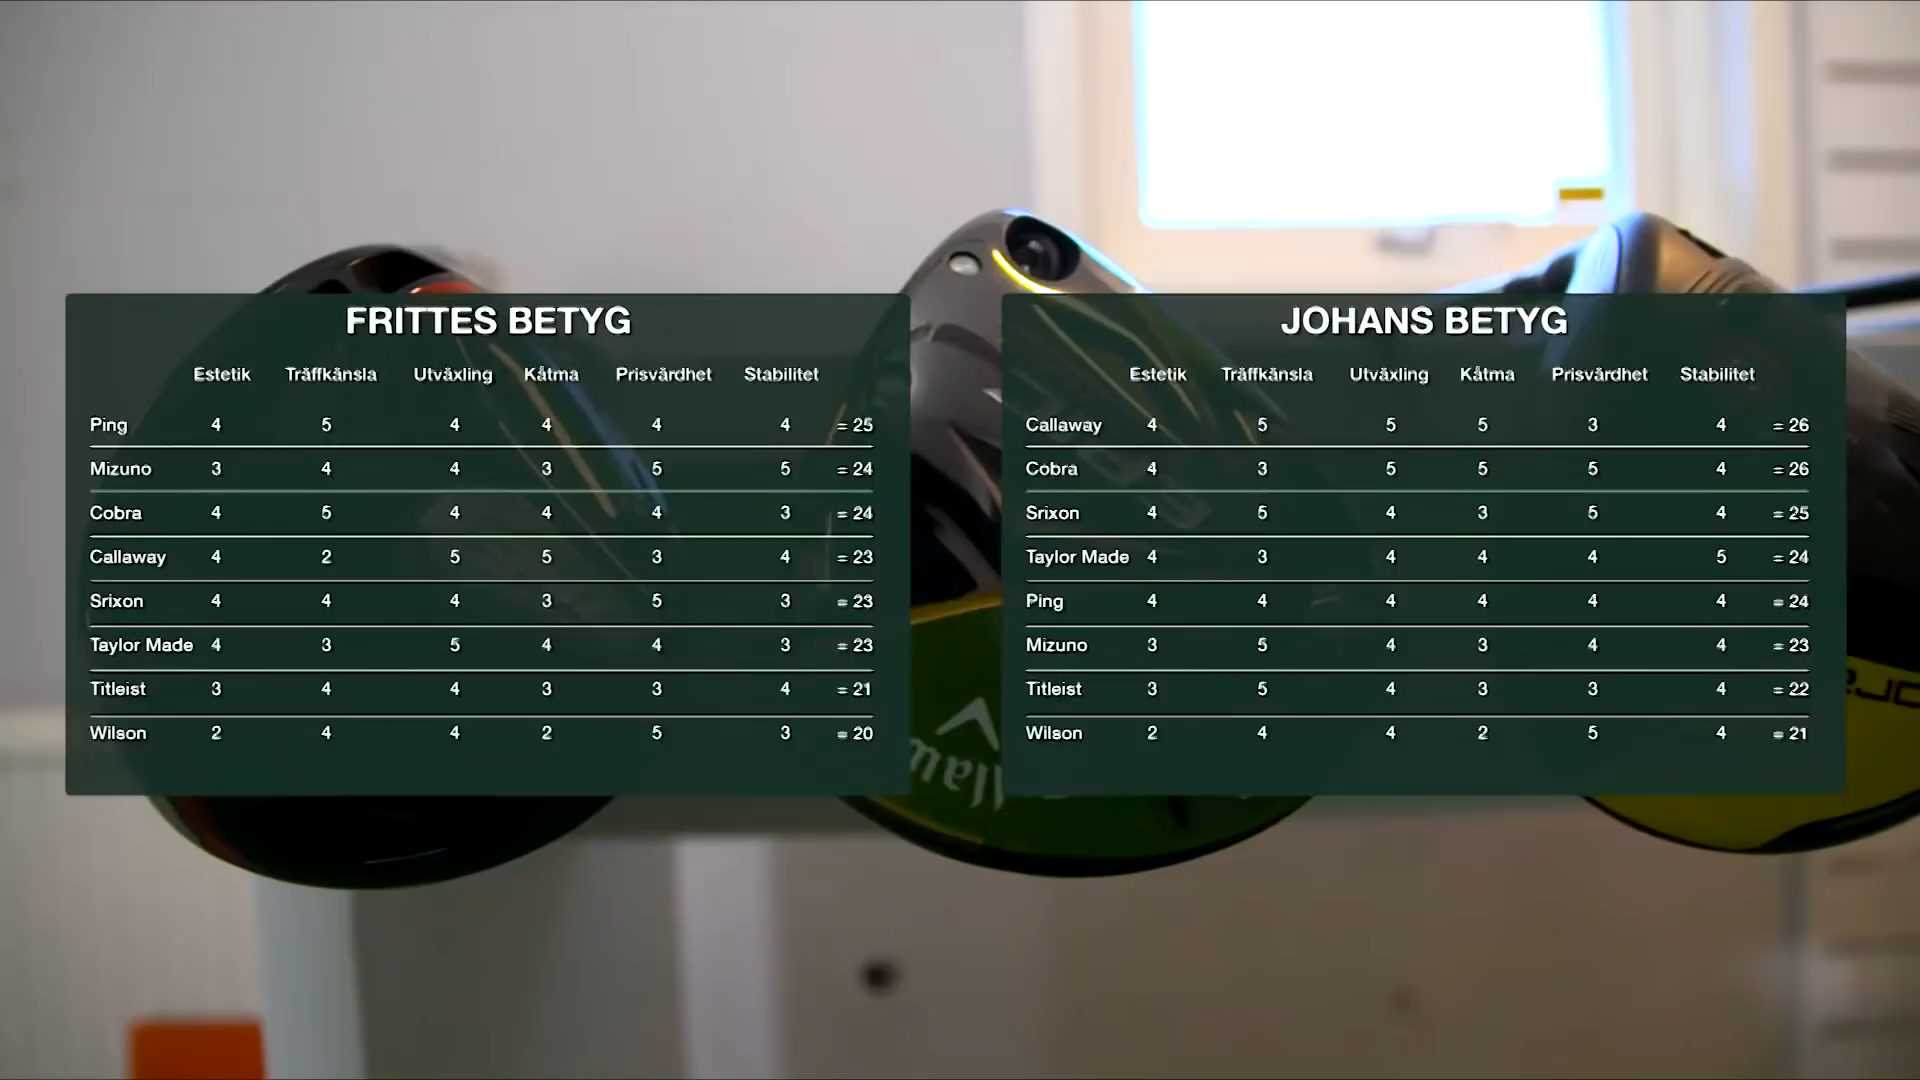 FRITTES BETYG
Estetik Träffkänsla Utväxling Kåtma Prisvärdhet Stabilitet
Ping 4 5 4 4 4 4 = 25
Mizuno 3 4 4 3 5 5 = 24
Cobra 4 5 4 4 4 3 = 24
Callaway 4 2 5 5 3 4 = 23
Srixon 4 4 4 3 5 3 = 23
Taylor Made 4 3 5 4 4 3 = 23
Titleist 3 4 4 3 3 4 = 21
Wilson 2 4 4 2 5 3 = 20
JOHANS BETYG
Estetik Träffkänsla Utväxling Kåtma Prisvärdhet Stabilitet
Callaway 4 5 5 5 3 4 = 26
Cobra 4 3 5 5 5 4 = 26
Srixon 4 5 4 3 5 4 = 25
Taylor Made 4 3 4 4 4 5 = 24
Ping 4 4 4 4 4 4 = 24
Mizuno 3 5 4 3 4 4 = 23
Titleist 3 5 4 3 3 4 = 22
Wilson 2 4 4 2 5 4 = 21